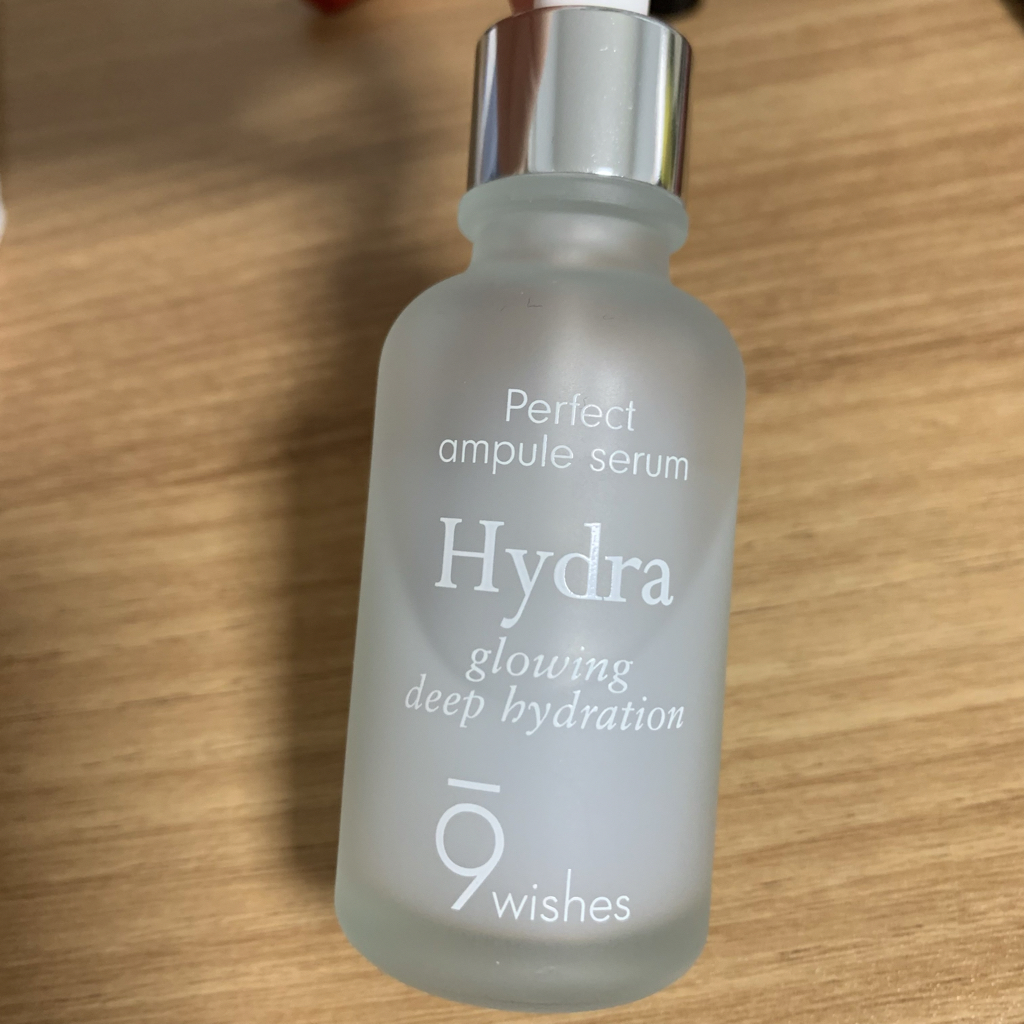 Perfect
ampule serum
Hydra
glowing
deep hydration
9wishes